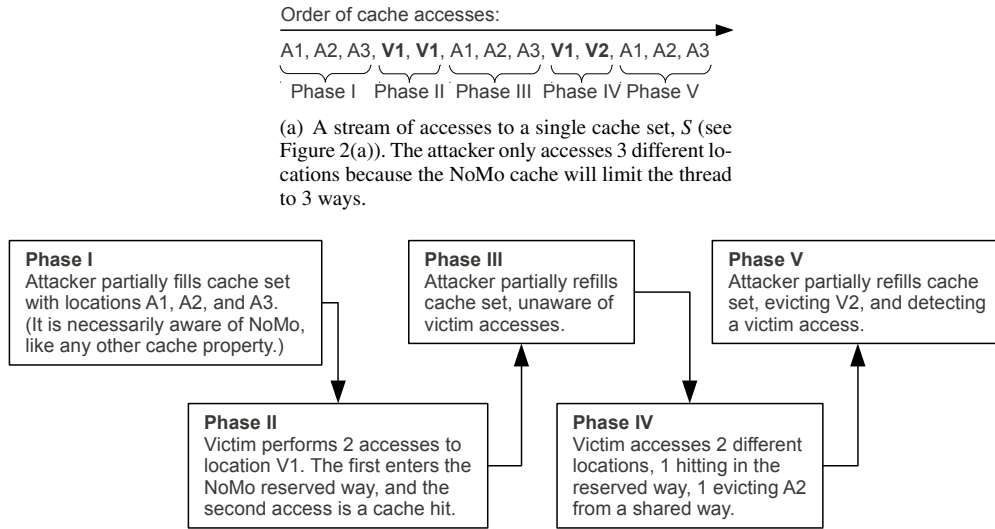 Order of cache accesses:
A1, A2, A3, V1, V1, A1, A2, A3, V1, V2, A1, A2, A3
Phase I Phase II Phase III Phase IV Phase V
(a) A stream of accesses to a single cache set, S (see
Figure 2(a)). The attacker only accesses 3 different lo-
cations because the NoMo cache will limit the thread
to 3 ways.
Phase I
Attacker partially fills cache set
with locations A1, A2, and A3.
(It is necessarily aware of NoMo,
like any other cache property.)
Phase III
Attacker partially refills
cache set, unaware of
victim accesses.
Phase V
Attacker partially refills cache
set, evicting V2, and detecting
a victim access.
Phase II
Victim performs 2 accesses to
location V1. The first enters the
NoMo reserved way, and the
second access is a cache hit.
Phase IV
Victim accesses 2 different
locations, 1 hitting in the
reserved way, 1 evicting A2
from a shared way.